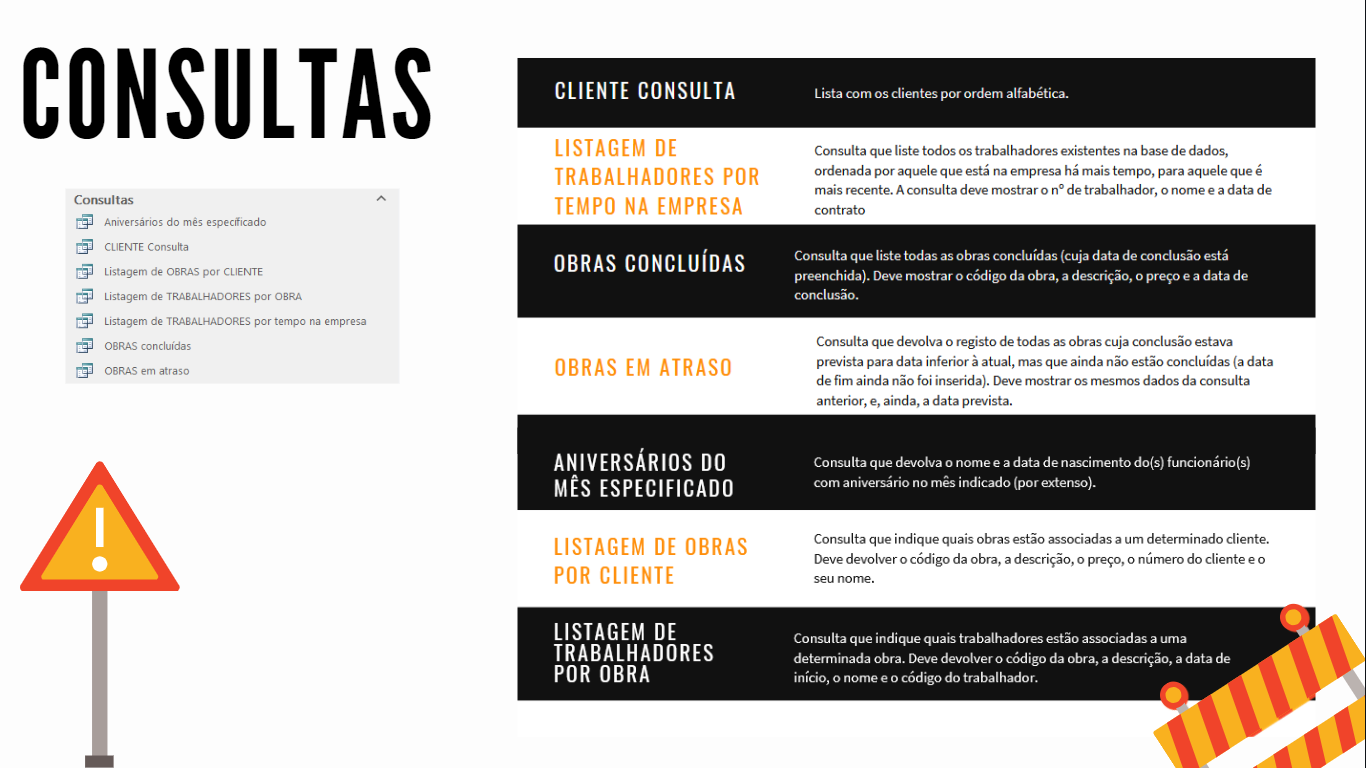 CONSULTAS
Consultas
Aniversários do mês especificado
CLIENTE Consulta
Listagem de OBRAS por CLIENTE
Listagem de TRABALHADORES por OBRA
Listagem de TRABALHADORES por tempo na empresa
OBRAS concluídas
OBRAS em atraso
CLIENTE CONSULTA
Lista com os clientes por ordem alfabética.
LISTAGEM DE
TRABALHADORES POR
TEMPO NA EMPRESA
Consulta que liste todos os trabalhadores existentes na base de dados,
ordenada por aquele que está na empresa há mais tempo, para aquele que é
mais recente. A consulta deve mostrar o nº de trabalhador, o nome e a data de
contrato
OBRAS CONCLUÍDAS
Consulta que liste todas as obras concluídas (cuja data de conclusão está
preenchida). Deve mostrar o código da obra, a descrição, o preço e a data de
conclusão.
OBRAS EM ATRASO
Consulta que devolva o registo de todas as obras cuja conclusão estava
prevista para data inferior à atual, mas que ainda não estão concluídas (a data
de fim ainda não foi inserida). Deve mostrar os mesmos dados da consulta
anterior, e, ainda, a data prevista.
ANIVERSÁRIOS DO
MÊS ESPECIFICADO
Consulta que devolva o nome e a data de nascimento do(s) funcionário(s)
com aniversário no mês indicado (por extenso).
LISTAGEM DE OBRAS
POR CLIENTE
Consulta que indique quais obras estão associadas a um determinado cliente.
Deve devolver o código da obra, a descrição, o preço, o número do cliente e o
seu nome.
LISTAGEM DE
TRABALHADORES
POR OBRA
Consulta que indique quais trabalhadores estão associadas a uma
determinada obra. Deve devolver o código da obra, a descrição, a data de
início, o nome e o código do trabalhador.
!